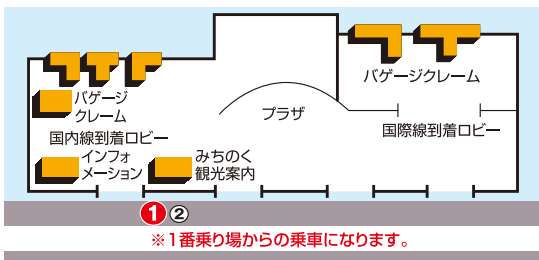 バゲージクレーム
バゲージ
クレーム
プラザ
国内線到着ロビー
国際線到着ロビー
インフォ
メーション
みちのく
観光案内
1 ②
※1番乗り場からの乗車になります。